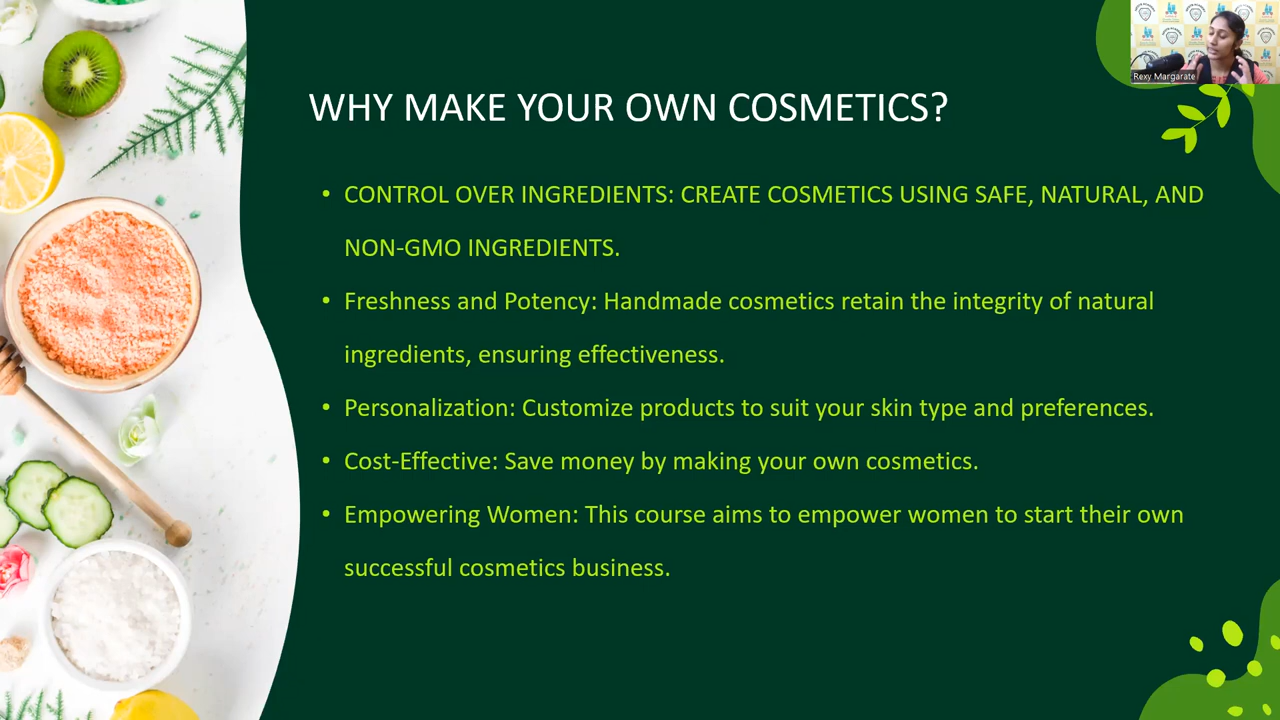 WHY MAKE YOUR OWN COSMETICS?
• CONTROL OVER INGREDIENTS: CREATE COSMETICS USING SAFE, NATURAL, AND
NON-GMO INGREDIENTS.
• Freshness and Potency: Handmade cosmetics retain the integrity of natural
ingredients, ensuring effectiveness.
• Personalization: Customize products to suit your skin type and preferences.
• Cost-Effective: Save money by making your own cosmetics.
• Empowering Women: This course aims to empower women to start their own
successful cosmetics business.
Rexy Margarate